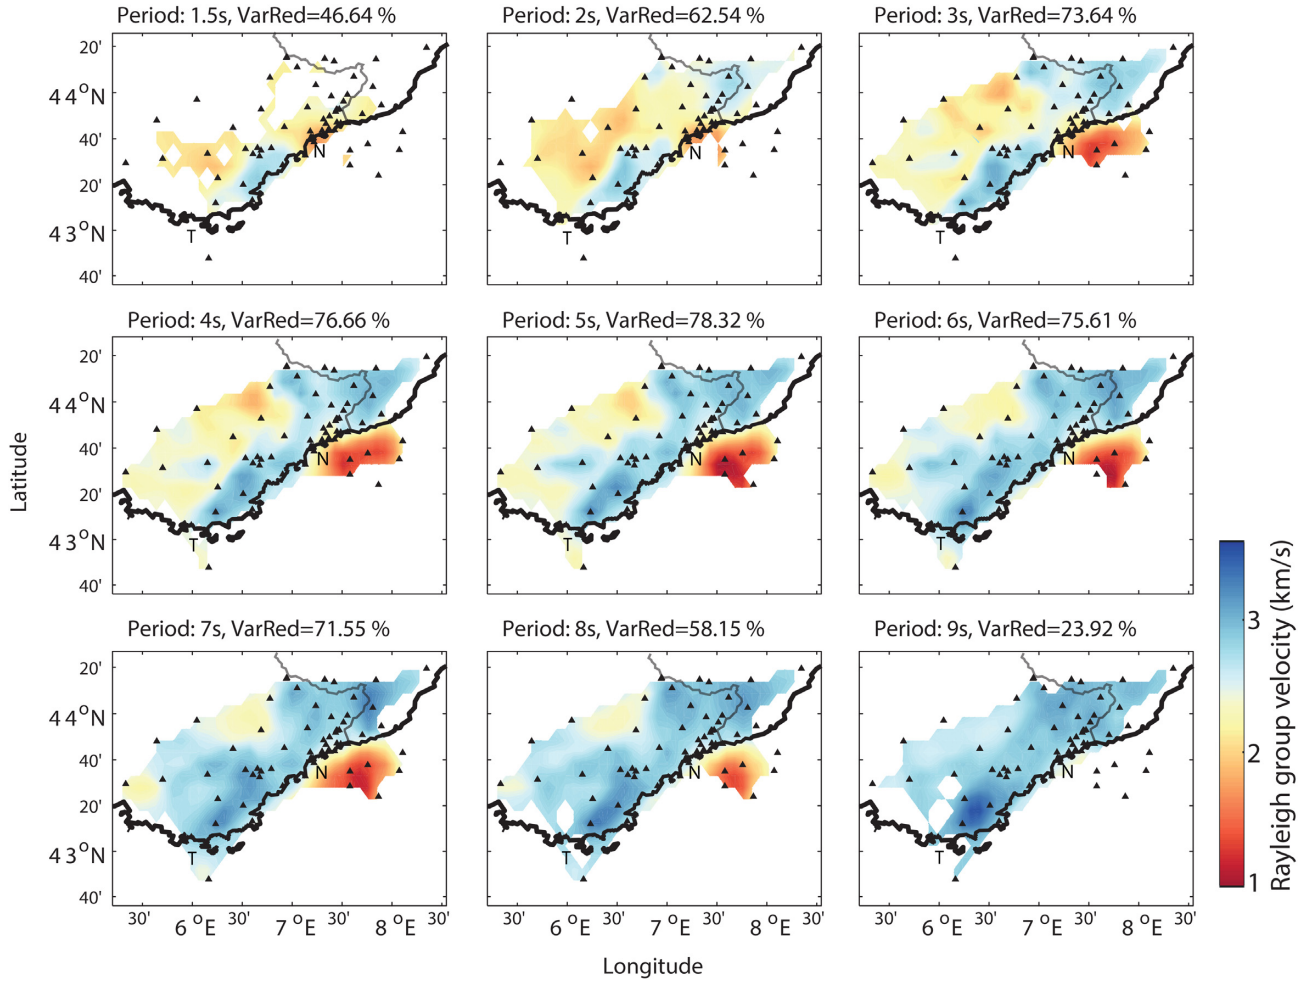 Period: 1.5s, VarRed=46.64 %
Period: 2s, VarRed=62.54 %
Period: 3s, VarRed=73.64 %
20'
44°N
40'
20'
43°N
40'
N
T
N
T
N
T
Period: 4s, VarRed=76.66 %
Period: 5s, VarRed=78.32 %
Period: 6s, VarRed=75.61 %
Latitude
20'
44°N
40'
20'
43°N
40'
N
T
N
T
N
T
Period: 7s, VarRed=71.55 %
Period: 8s, VarRed=58.15 %
Period: 9s, VarRed=23.92 %
20'
44°N
40'
20'
43°N
40'
N
T
N
T
N
T
30' 6°E 30' 7°E 30' 8°E 30'
30' 6°E 30' 7°E 30' 8°E 30'
30' 6°E 30' 7°E 30' 8°E 30'
Longitude
3
2
1
Rayleigh group velocity (km/s)